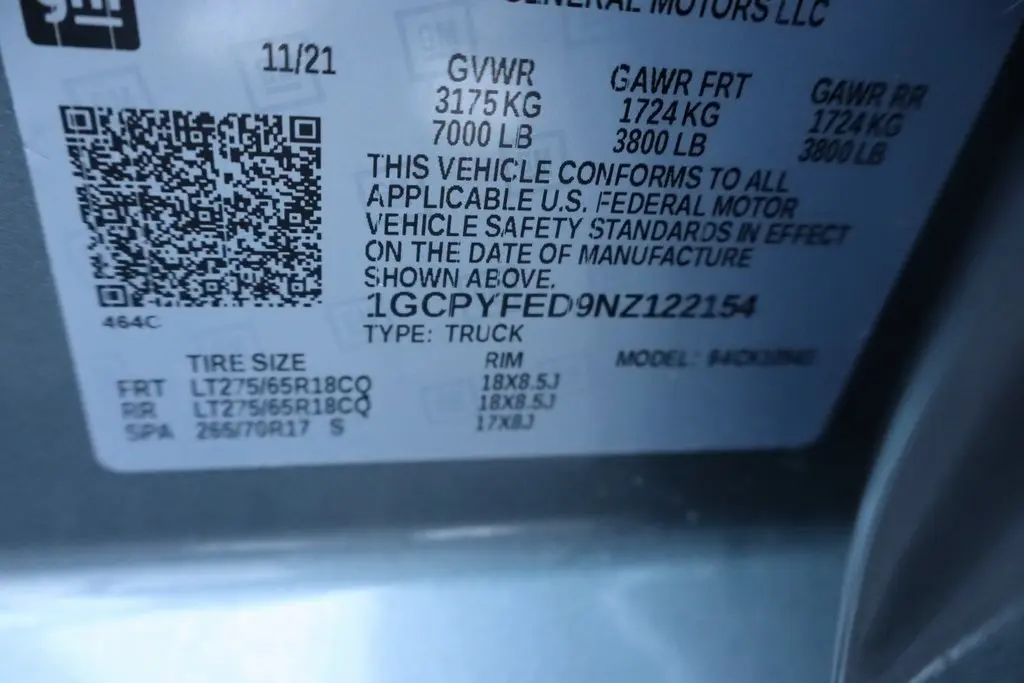 GM
GENERAL MOTORS LLC
11/21
GVWR
3175 KG
7000 LB
GAWR FRT
1724 KG
3800 LB
GAWR RR
1724 KG
3800 LB
THIS VEHICLE CONFORMS TO ALL
APPLICABLE U.S. FEDERAL MOTOR
VEHICLE SAFETY STANDARDS IN EFFECT
ON THE DATE OF MANUFACTURE
SHOWN ABOVE.
1GCPYFED9NZ122154
464C
TYPE: TRUCK
TIRE SIZE RIM MODEL:
FRT LT275/65R18CQ 18X8.5J
RR LT275/65R18CQ 18X8.5J
SPA 265/70R17 S 17X8J